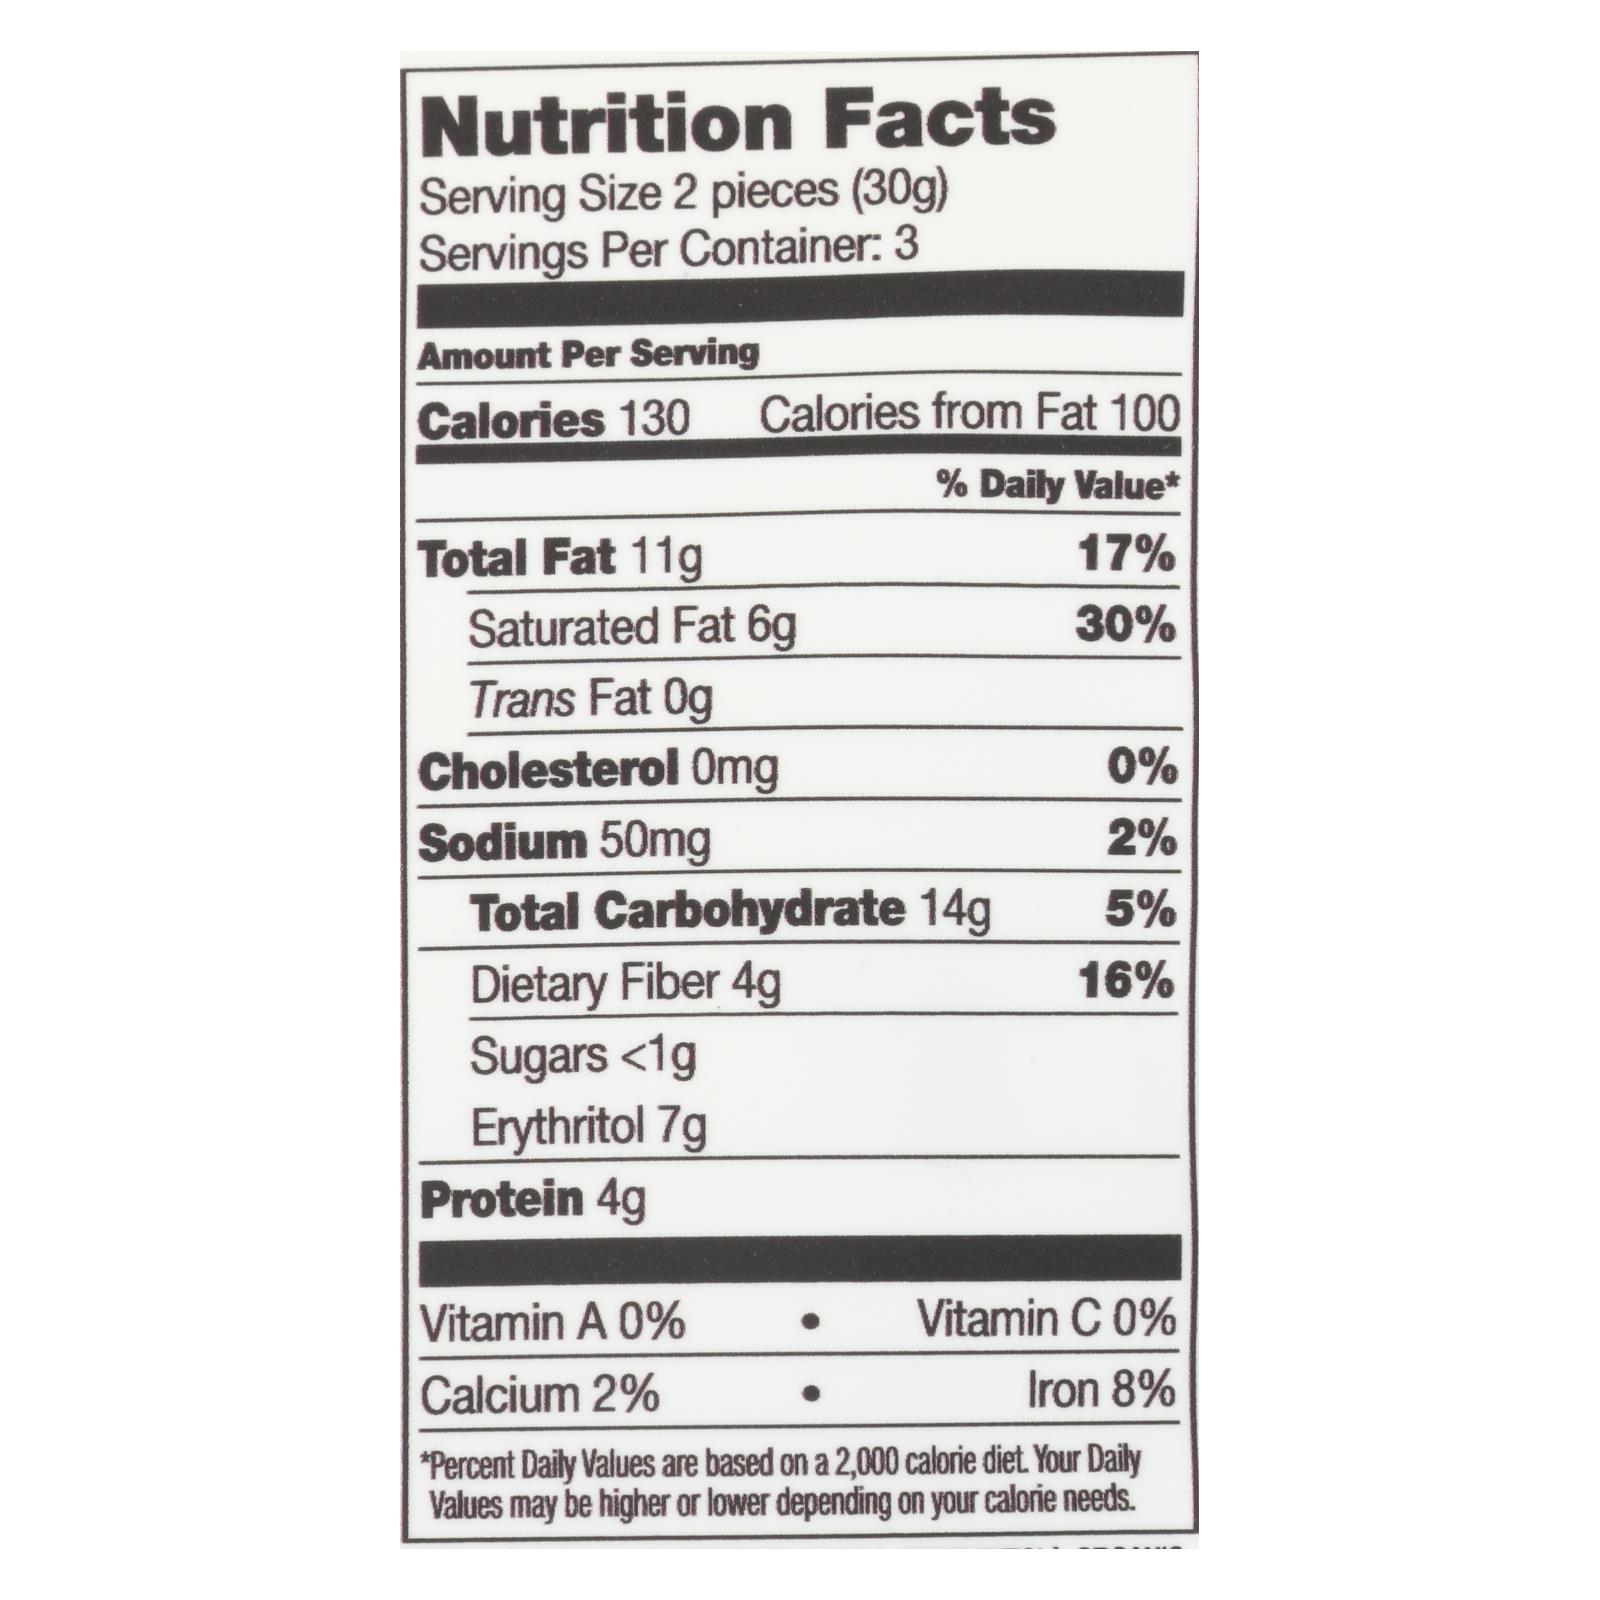 Nutrition Facts
Serving Size 2 pieces (30g)
Servings Per Container: 3
Amount Per Serving
Calories 130 Calories from Fat 100
% Daily Value*
Total Fat 11g 17%
Saturated Fat 6g 30%
Trans Fat 0g
Cholesterol 0mg 0%
Sodium 50mg 2%
Total Carbohydrate 14g 5%
Dietary Fiber 4g 16%
Sugars <1g
Erythritol 7g
Protein 4g
Vitamin A 0% • Vitamin C 0%
Calcium 2% • Iron 8%
*Percent Daily Values are based on a 2,000 calorie diet. Your Daily
Values may be higher or lower depending on your calorie needs.